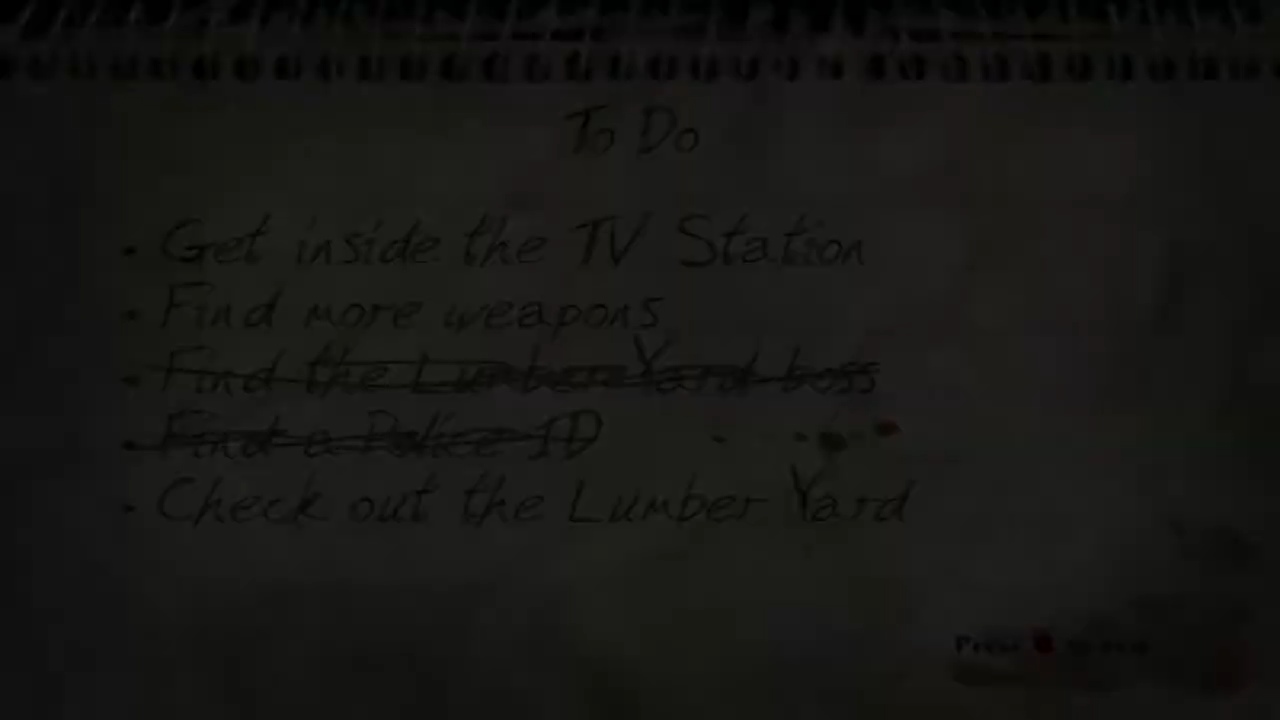 To Do
• Get inside the TV Station
• Find more weapons
• Find the Lumber Yard boss
• Find a Police ID
• Check out the Lumber Yard
Press